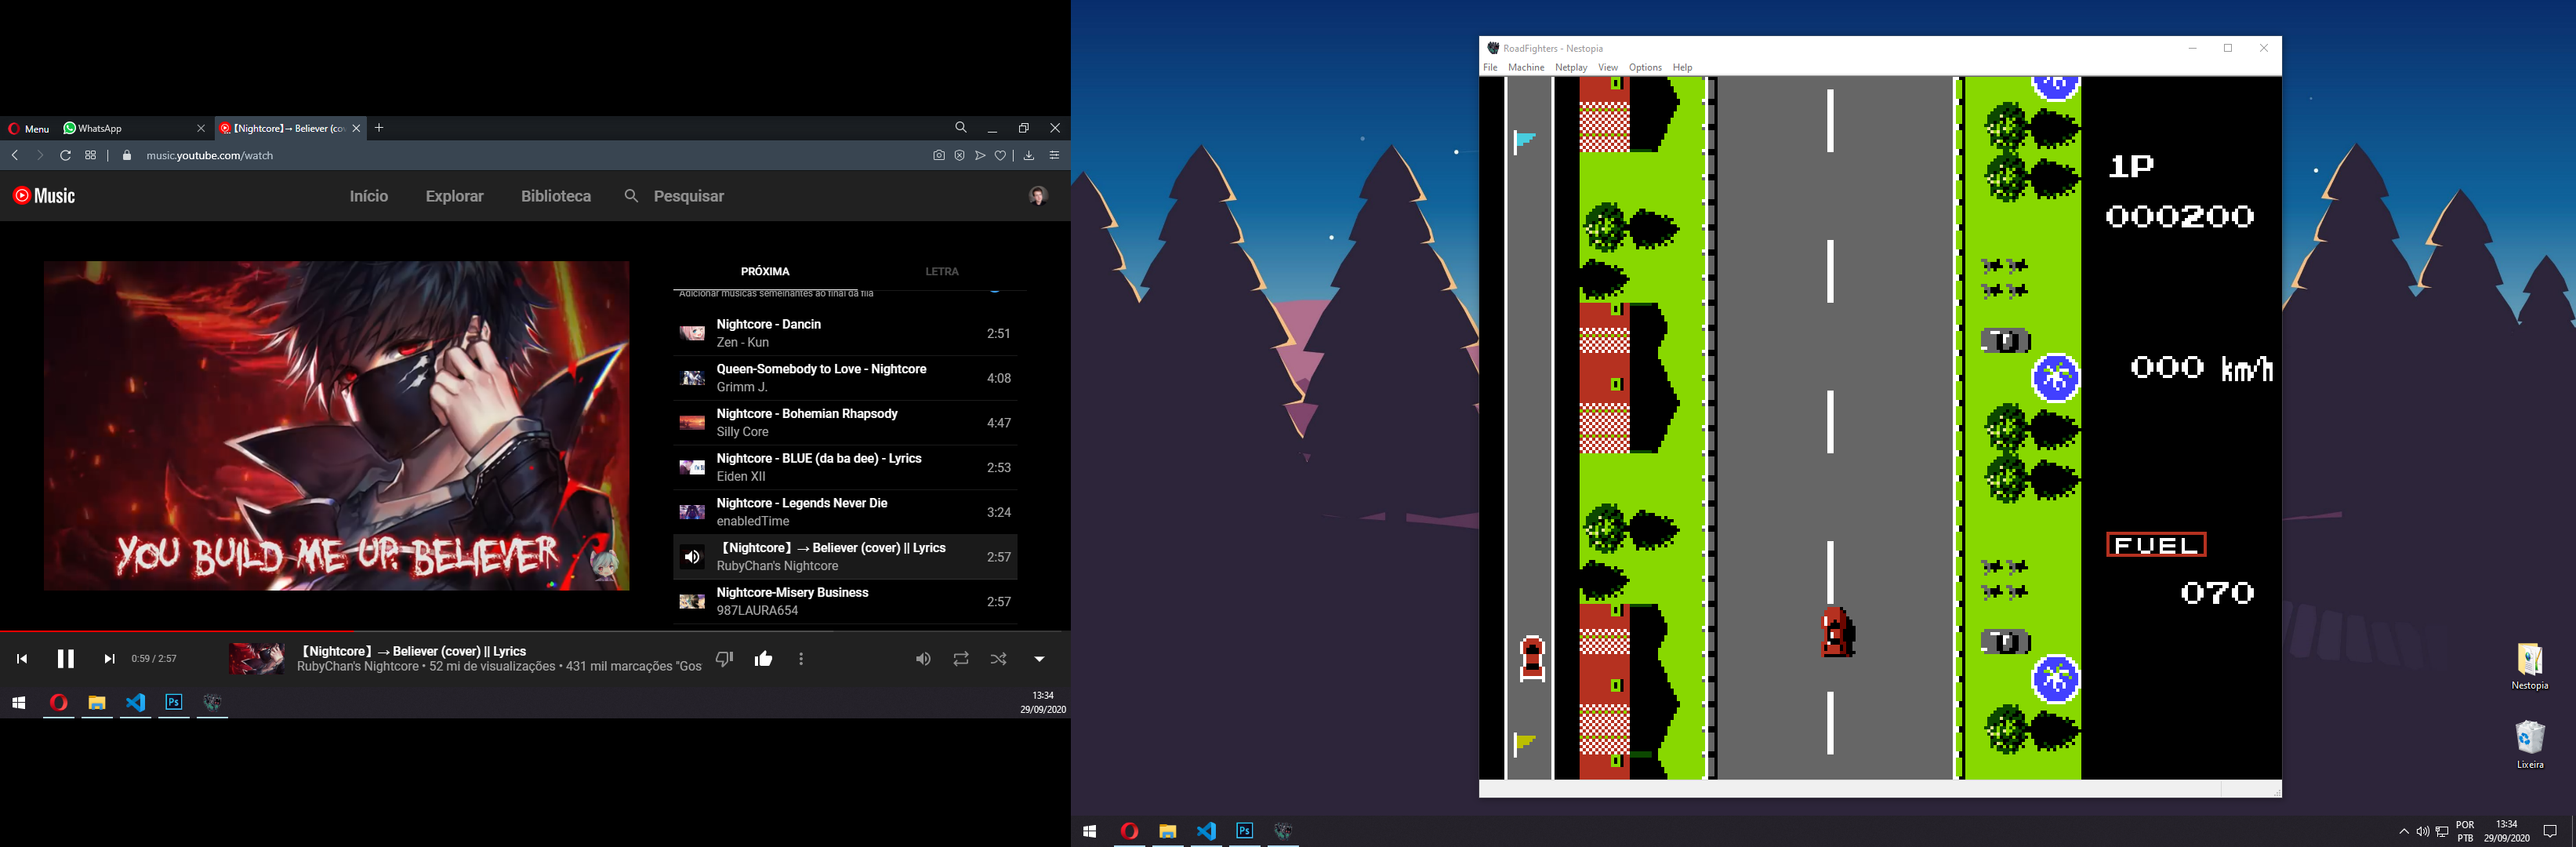 Menu
WhatsApp
【Nightcore】→ Believer (co
music.youtube.com/watch
Music
Início
Explorar
Biblioteca
Pesquisar
PRÓXIMA
LETRA
Adicionar músicas semelhantes ao final da fila
Nightcore - Dancin
Zen - Kun
2:51
Queen-Somebody to Love - Nightcore
Grimm J.
4:08
Nightcore - Bohemian Rhapsody
Silly Core
4:47
Nightcore - BLUE (da ba dee) - Lyrics
Eiden XII
2:53
Nightcore - Legends Never Die
enabledTime
3:24
【Nightcore】→ Believer (cover) || Lyrics
RubyChan's Nightcore
2:57
Nightcore-Misery Business
987LAURA654
2:57
YOU BUILD ME UP, BELIEVER
0:59 / 2:57
【Nightcore】→ Believer (cover) || Lyrics
RubyChan's Nightcore • 52 mi de visualizações • 431 mil marcações "Gos
Ps
13:34
29/09/2020
RoadFighters - Nestopia
File Machine Netplay View Options Help
1P
000200
000 km/h
FUEL
070
Nestopia
Lixeira
Ps
POR
PTB
13:34
29/09/2020